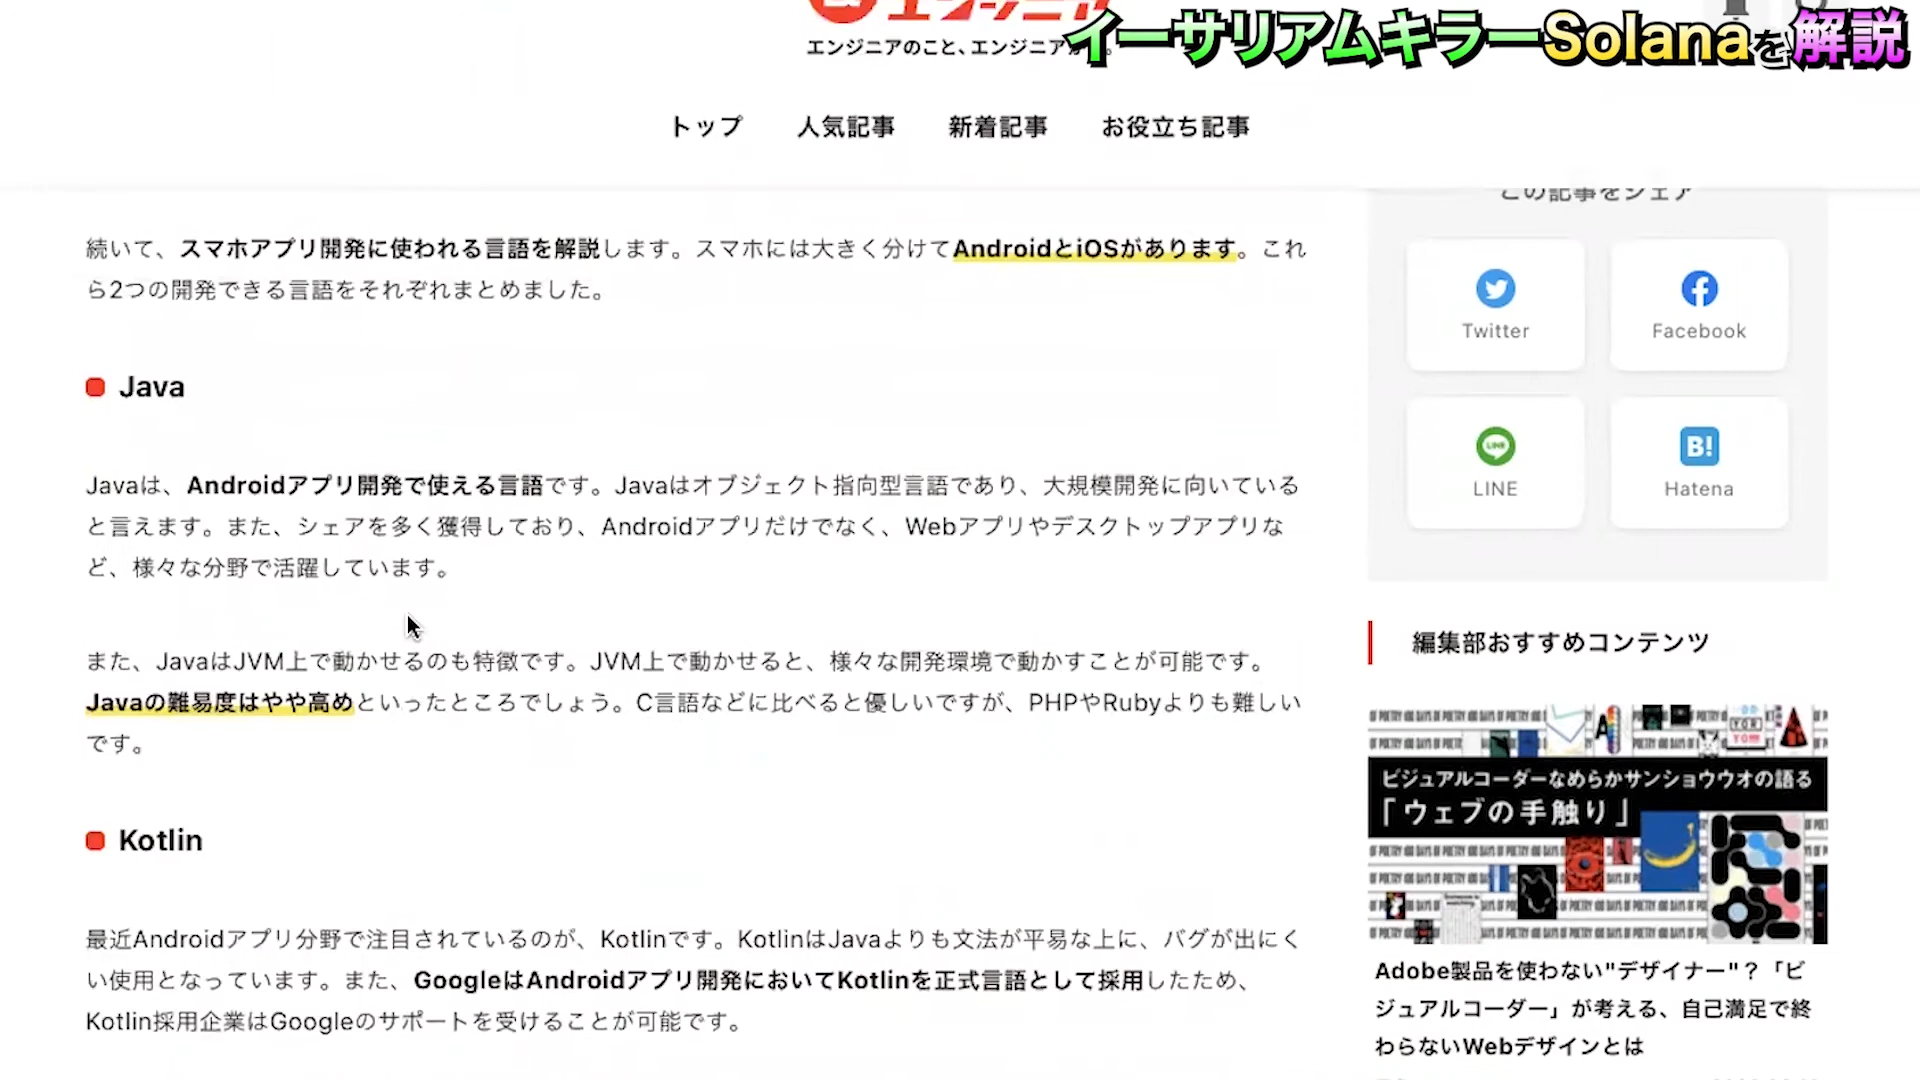 エンジニアのこと、エンジニア
イーサリアムキラーSolanaを解説
トップ 人気記事 新着記事 お役立ち記事
続いて、スマホアプリ開発に使われる言語を解説します。スマホには大きく分けてAndroidとiOSがあります。これ
ら2つの開発できる言語をそれぞれまとめました。
Java
Javaは、Androidアプリ開発で使える言語です。Javaはオブジェクト指向型言語であり、大規模開発に向いている
と言えます。また、シェアを多く獲得しており、Androidアプリだけでなく、Webアプリやデスクトップアプリな
ど、様々な分野で活躍しています。
また、JavaはJVM上で動かせるのも特徴です。JVM上で動かせると、様々な開発環境で動かすことが可能です。
Javaの難易度はやや高めといったところでしょう。C言語などに比べると優しいですが、PHPやRubyよりも難しい
です。
Kotlin
最近Androidアプリ分野で注目されているのが、Kotlinです。KotlinはJavaよりも文法が平易な上に、バグが出にく
い使用となっています。また、GoogleはAndroidアプリ開発においてKotlinを正式言語として採用したため、
Kotlin採用企業はGoogleのサポートを受けることが可能です。
この記事をシェア
Twitter
Facebook
LINE
Hatena
編集部おすすめコンテンツ
ビジュアルコーダーなめらかサンショウウオの語る
「ウェブの手触り」
Adobe製品を使わない"デザイナー"？「ビ
ジュアルコーダー」が考える、自己満足で終
わらないWebデザインとは